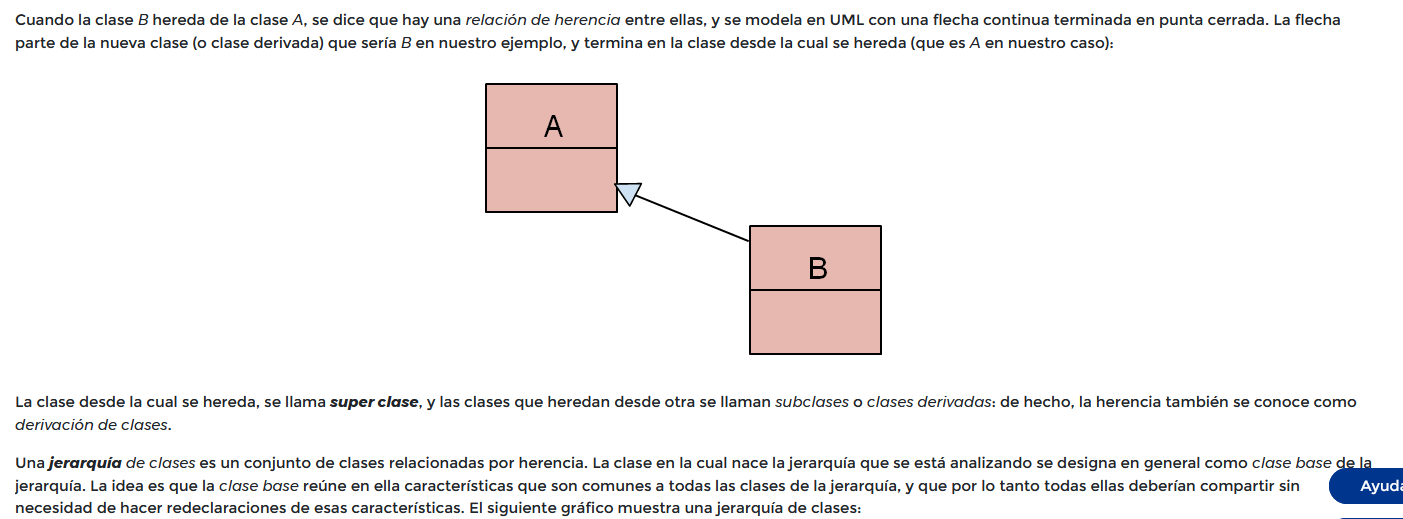 Cuando la clase B hereda de la clase A, se dice que hay una relación de herencia entre ellas, y se modela en UML con una flecha continua terminada en punta cerrada. La flecha
parte de la nueva clase (o clase derivada) que sería B en nuestro ejemplo, y termina en la clase desde la cual se hereda (que es A en nuestro caso):
A
B
La clase desde la cual se hereda, se llama super clase, y las clases que heredan desde otra se llaman subclases o clases derivadas: de hecho, la herencia también se conoce como
derivación de clases.
Una jerarquía de clases es un conjunto de clases relacionadas por herencia. La clase en la cual nace la jerarquía que se está analizando se designa en general como clase base de la
jerarquía. La idea es que la clase base reúne en ella características que son comunes a todas las clases de la jerarquía, y que por lo tanto todas ellas deberían compartir sin
necesidad de hacer redeclaraciones de esas características. El siguiente gráfico muestra una jerarquía de clases: